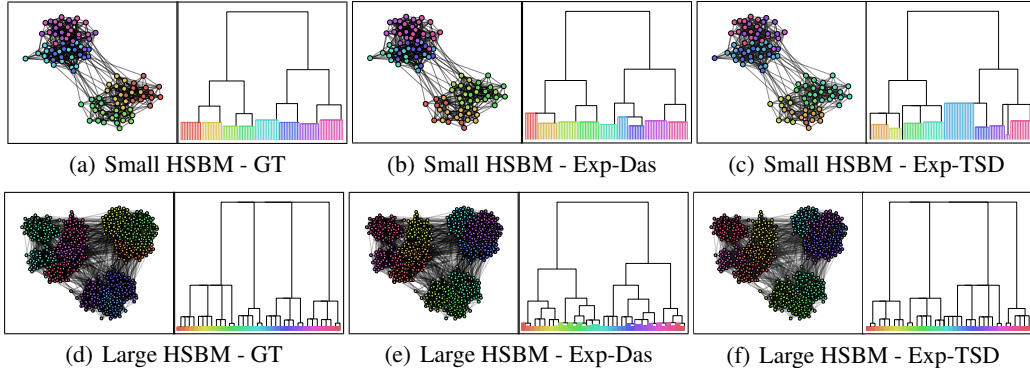 (a) Small HSBM - GT
(b) Small HSBM - Exp-Das
(c) Small HSBM - Exp-TSD
(d) Large HSBM - GT
(e) Large HSBM - Exp-Das
(f) Large HSBM - Exp-TSD